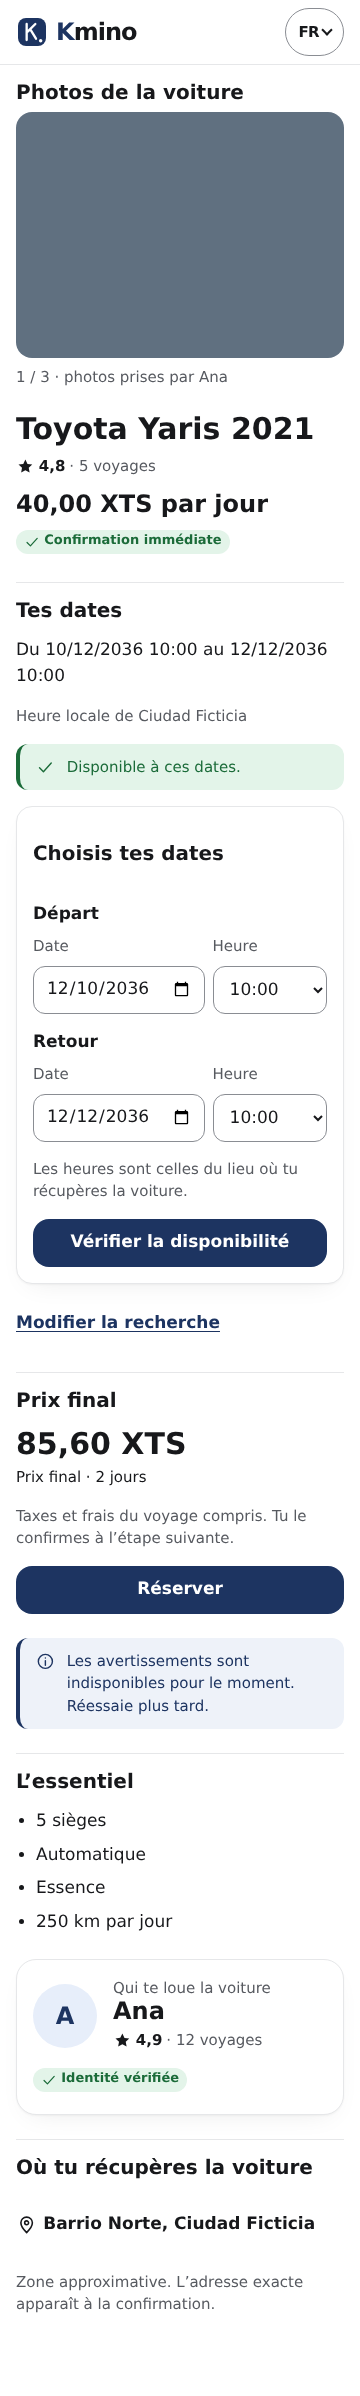 Kmino
FR
Photos de la voiture
1 / 3 · photos prises par Ana
Toyota Yaris 2021
★ 4,8 · 5 voyages
40,00 XTS par jour
✓ Confirmation immédiate
Tes dates
Du 10/12/2036 10:00 au 12/12/2036
10:00
Heure locale de Ciudad Ficticia
✓ Disponible à ces dates.
Choisis tes dates
Départ
Date Heure
12/10/2036 10:00
Retour
Date Heure
12/12/2036 10:00
Les heures sont celles du lieu où tu
récupères la voiture.
Vérifier la disponibilité
Modifier la recherche
Prix final
85,60 XTS
Prix final · 2 jours
Taxes et frais du voyage compris. Tu le
confirmes à l’étape suivante.
Réserver
Les avertissements sont
indisponibles pour le moment.
Réessaie plus tard.
L’essentiel
• 5 sièges
• Automatique
• Essence
• 250 km par jour
A
Qui te loue la voiture
Ana
★ 4,9 · 12 voyages
✓ Identité vérifiée
Où tu récupères la voiture
Barrio Norte, Ciudad Ficticia
Zone approximative. L’adresse exacte
apparaît à la confirmation.